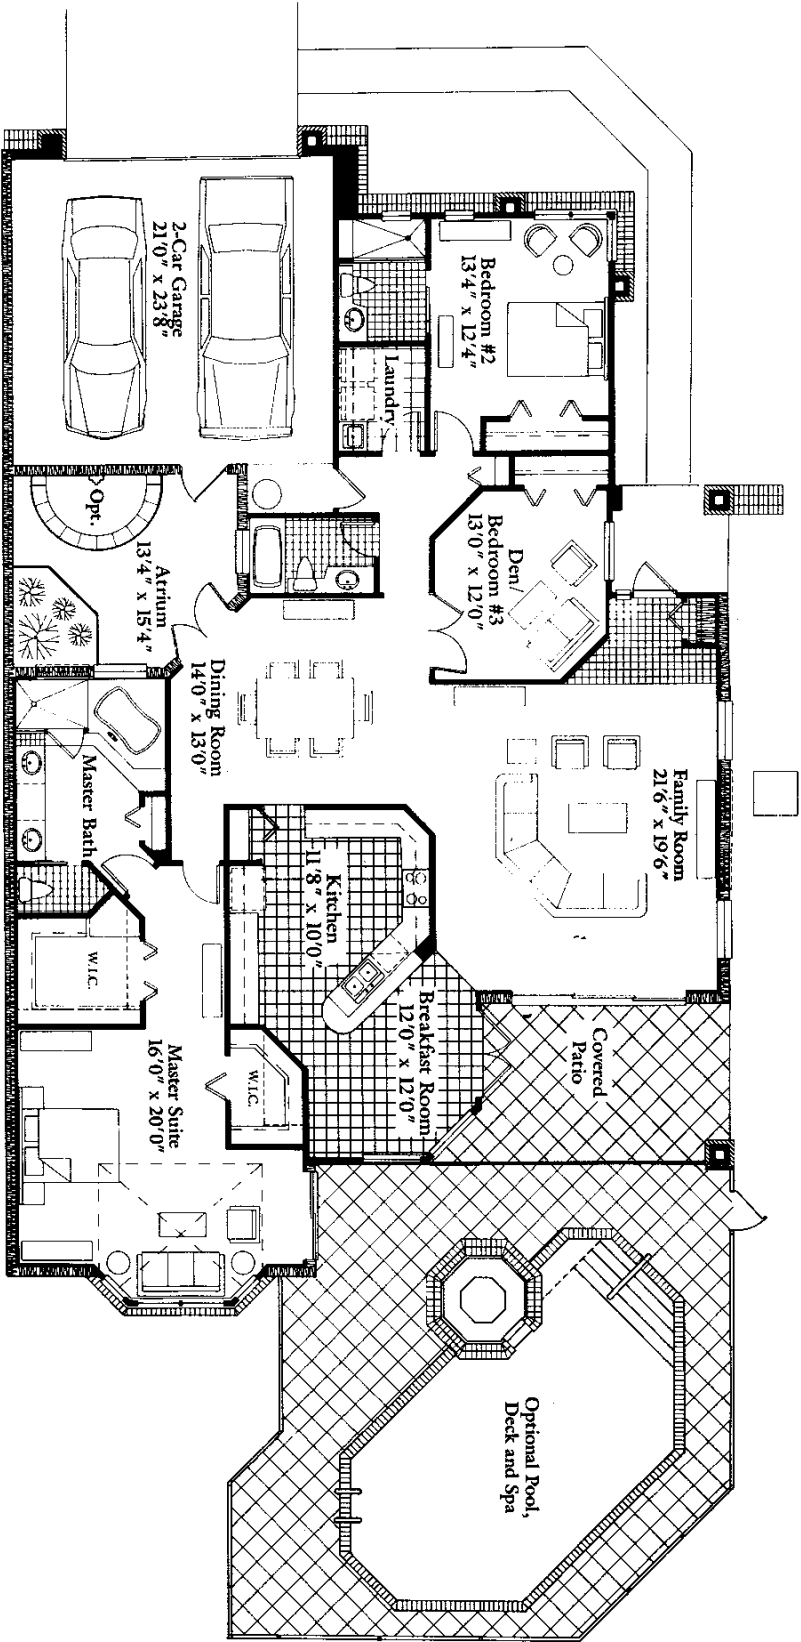 2-Car Garage
21'0" x 23'8"
Bedroom #2
13'4" x 12'4"
Laundry
Opt.
Atrium
13'4" x 15'4"
Den/
Bedroom #3
13'0" x 12'0"
Dining Room
14'0" x 13'0"
Family Room
21'6" x 19'6"
Master Bath
Kitchen
11'8" x 10'0"
W.I.C.
Breakfast Room
12'0" x 12'0"
Covered
Patio
Master Suite
16'0" x 20'0"
W.I.C.
Optional Pool,
Deck and Spa